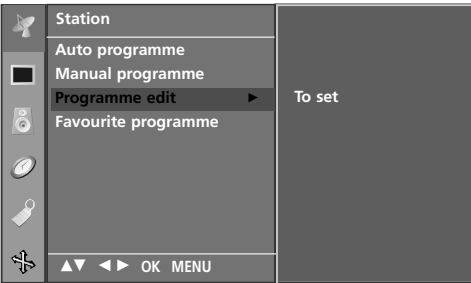 Station
Auto programme
Manual programme
Programme edit ► To set
Favourite programme
▲▼ ◄► OK MENU